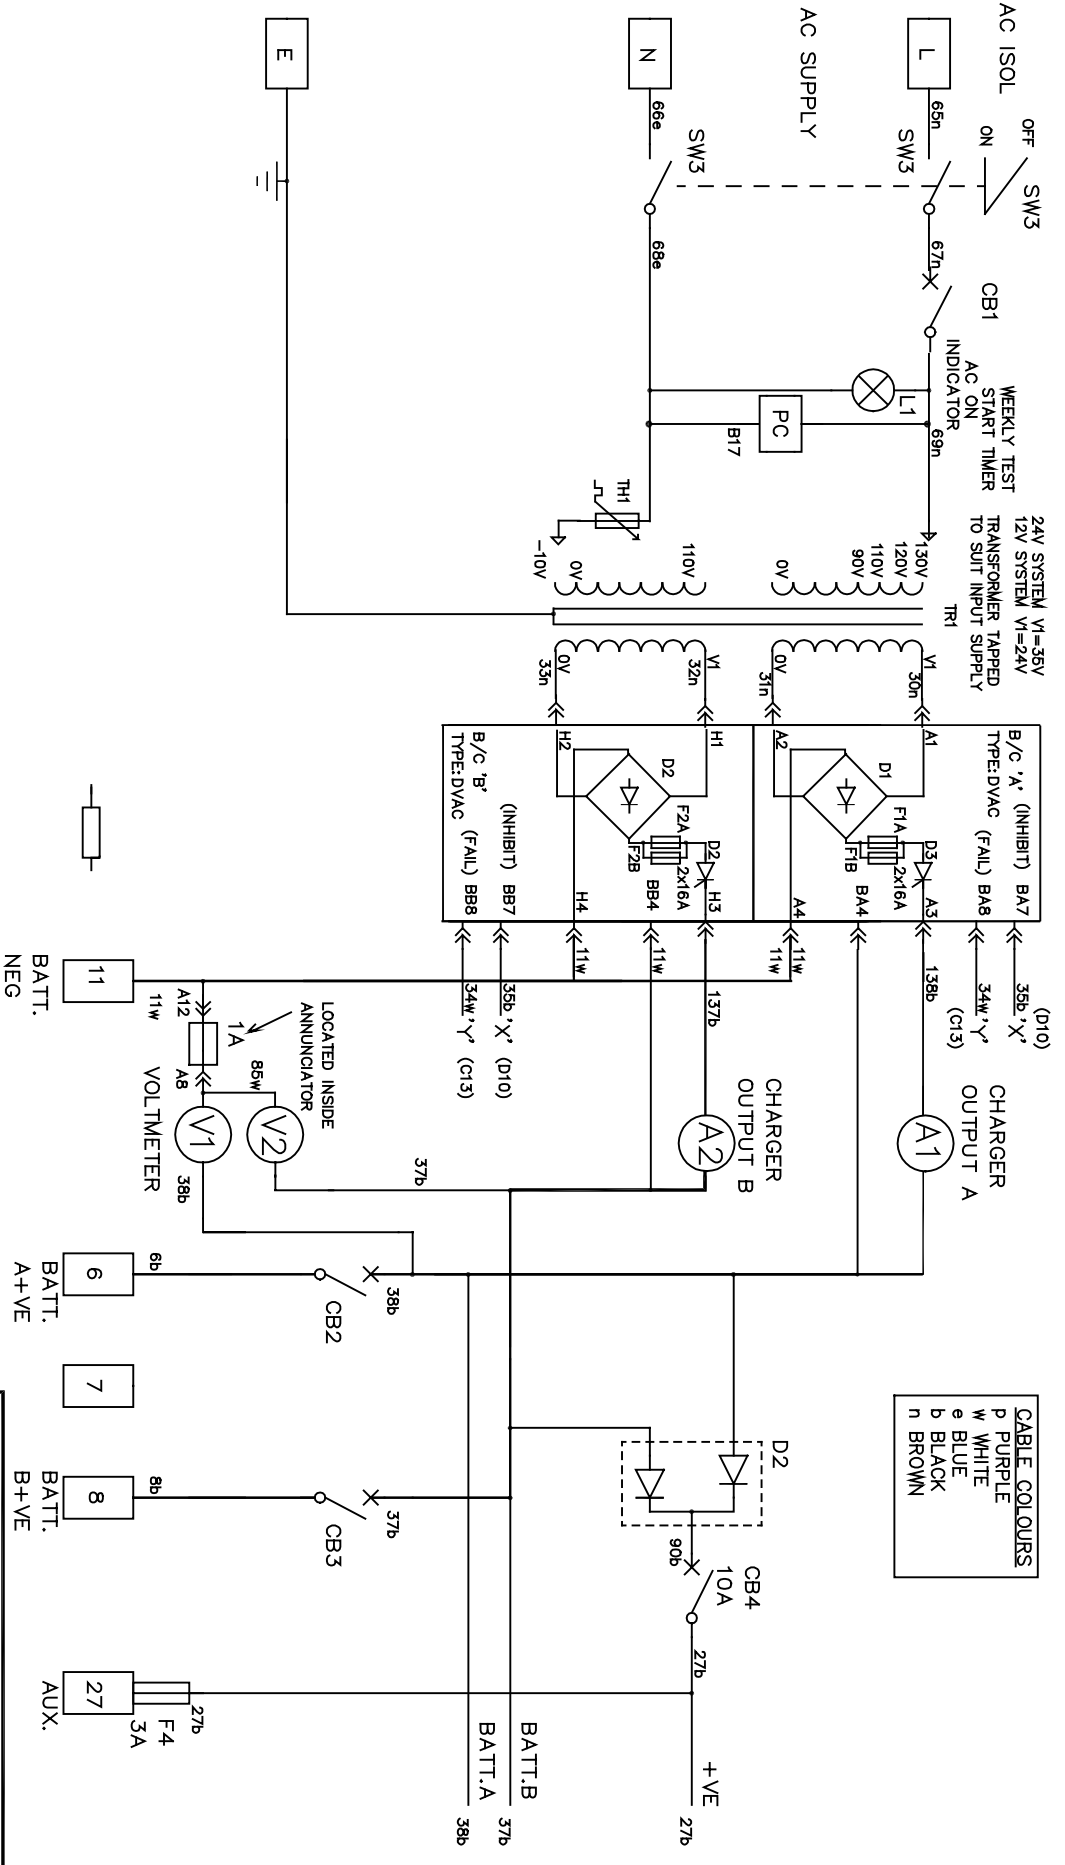 AC ISOL
OFF
ON
SW3
L
65n
SW3
67n
CB1
AC SUPPLY
N
66e
SW3
68e
E
WEEKLY TEST
START TIMER
AC ON
INDICATOR
L1
69n
PC
B17
TH1
24V SYSTEM V1=35V
12V SYSTEM V1=24V
TRANSFORMER TAPPED
TO SUIT INPUT SUPPLY
TR1
130V
120V
110V
90V
0V
110V
0V
-10V
V1
30n
0V
31n
V1
32n
0V
33n
B/C 'A'
TYPE: DVAC
(INHIBIT) BA7
(FAIL) BA8
A1
D1
F1A
F1B
2x16A
D3
A3
BA4
A2
A4
H1
D2
F2A
F2B
2x16A
D2
H3
BB4
H2
H4
B/C 'B'
TYPE: DVAC
(INHIBIT) BB7
(FAIL) BB8
35b 'X' (D10)
34w 'Y' (C13)
138b
11w
11w
137b
11w
11w
35b 'X' (D10)
34w 'Y' (C13)
CHARGER
OUTPUT A
A1
CHARGER
OUTPUT B
A2
LOCATED INSIDE
ANNUNCIATOR
1A
A12
A8
85w
V2
V1
VOLTMETER
37b
38b
11
11w
BATT.
NEG
6
6b
BATT.
A+VE
CB2
38b
7
8
8b
BATT.
B+VE
CB3
37b
CABLE COLOURS
p PURPLE
w WHITE
e BLUE
b BLACK
n BROWN
D2
90b
CB4
10A
27b
27
AUX.
F4
3A
27b
+VE
27b
BATT.B
37b
BATT.A
38b